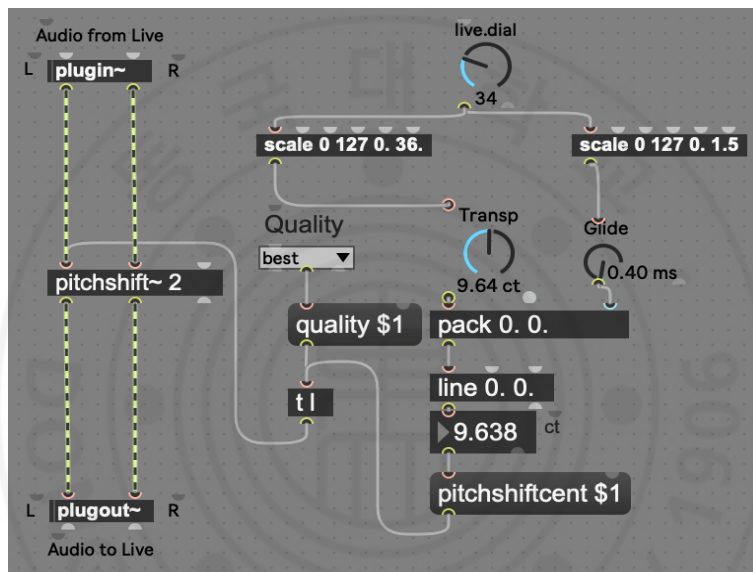 Audio from Live
L plugin~ R
live.dial
34
scale 0 127 0. 36.
scale 0 127 0. 1.5
Quality
best
Transp
9.64 ct
Glide
0.40 ms
pitchshift~ 2
quality $1
pack 0. 0.
t l
line 0. 0.
9.638 ct
pitchshiftcent $1
L plugout~ R
Audio to Live
1906